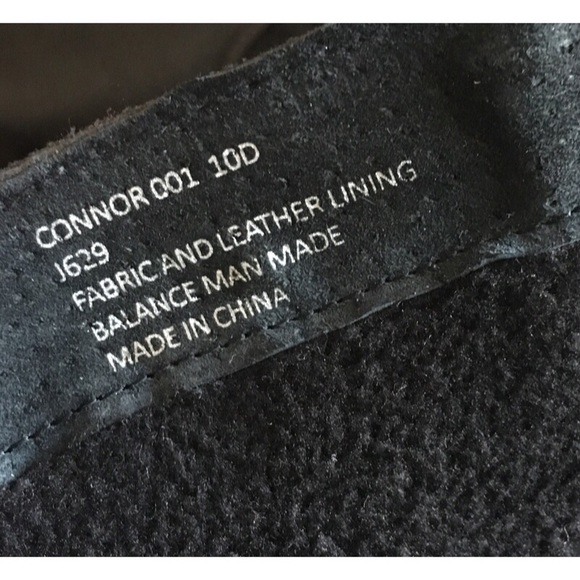 CONNOR 001 10D
J629
FABRIC AND LEATHER LINING
BALANCE MAN MADE
MADE IN CHINA